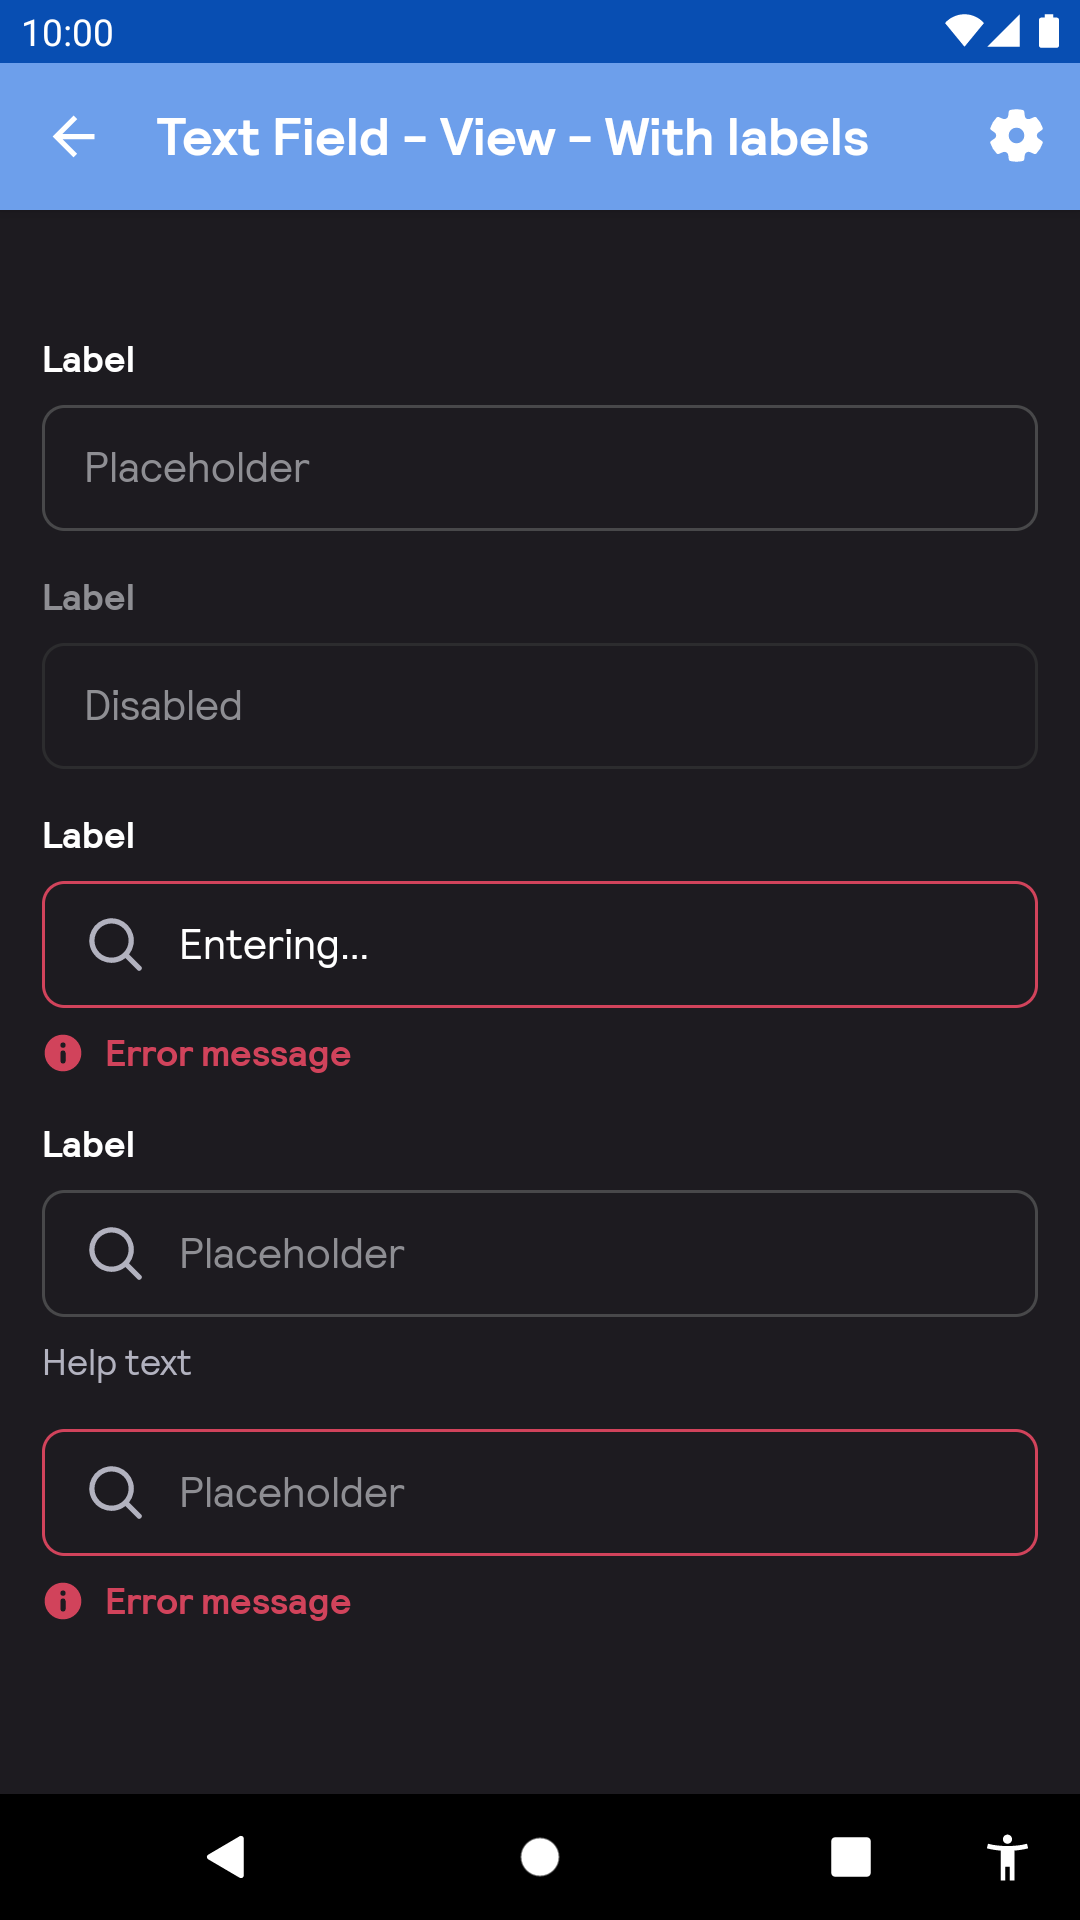 10:00
Text Field - View - With labels
Label
Placeholder
Label
Disabled
Label
Entering...
Error message
Label
Placeholder
Help text
Placeholder
Error message